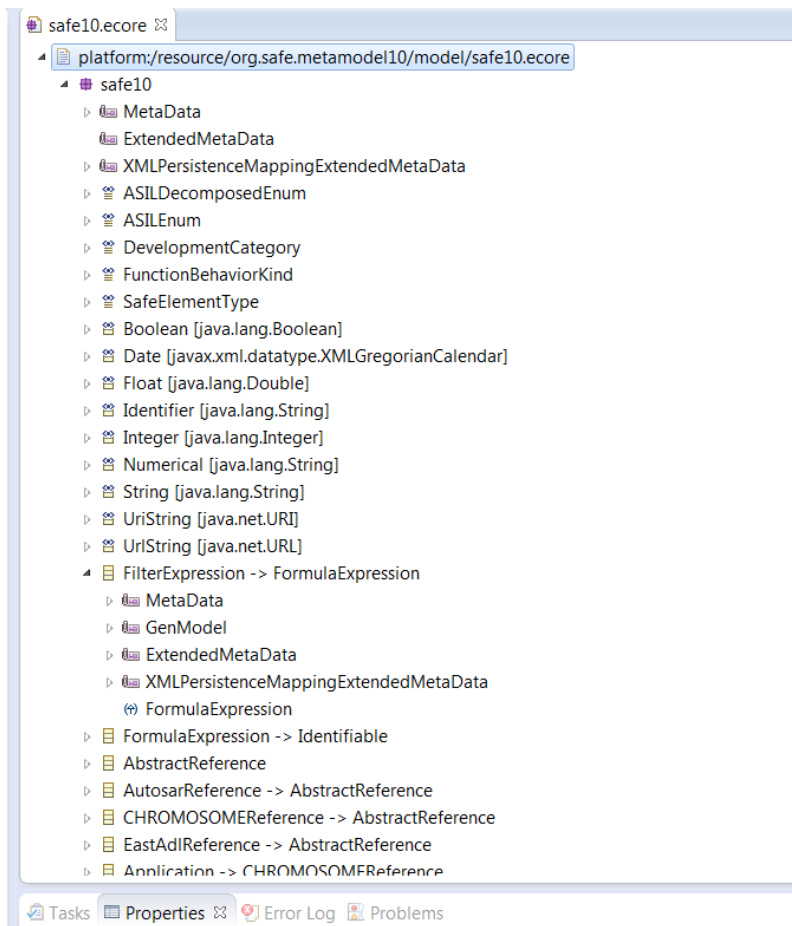 safe10.ecore
platform:/resource/org.safe.metamodel10/model/safe10.ecore
safe10
MetaData
ExtendedMetaData
XMLPersistenceMappingExtendedMetaData
ASILDecomposedEnum
ASILEnum
DevelopmentCategory
FunctionBehaviorKind
SafeElementType
Boolean [java.lang.Boolean]
Date [javax.xml.datatype.XMLGregorianCalendar]
Float [java.lang.Double]
Identifier [java.lang.String]
Integer [java.lang.Integer]
Numerical [java.lang.String]
String [java.lang.String]
UriString [java.net.URI]
UrlString [java.net.URL]
FilterExpression -> FormulaExpression
MetaData
GenModel
ExtendedMetaData
XMLPersistenceMappingExtendedMetaData
FormulaExpression
FormulaExpression -> Identifiable
AbstractReference
AutosarReference -> AbstractReference
CHROMOSOMEReference -> AbstractReference
EastAdlReference -> AbstractReference
Application -> CHROMOSOMEReference
Tasks Properties Error Log Problems